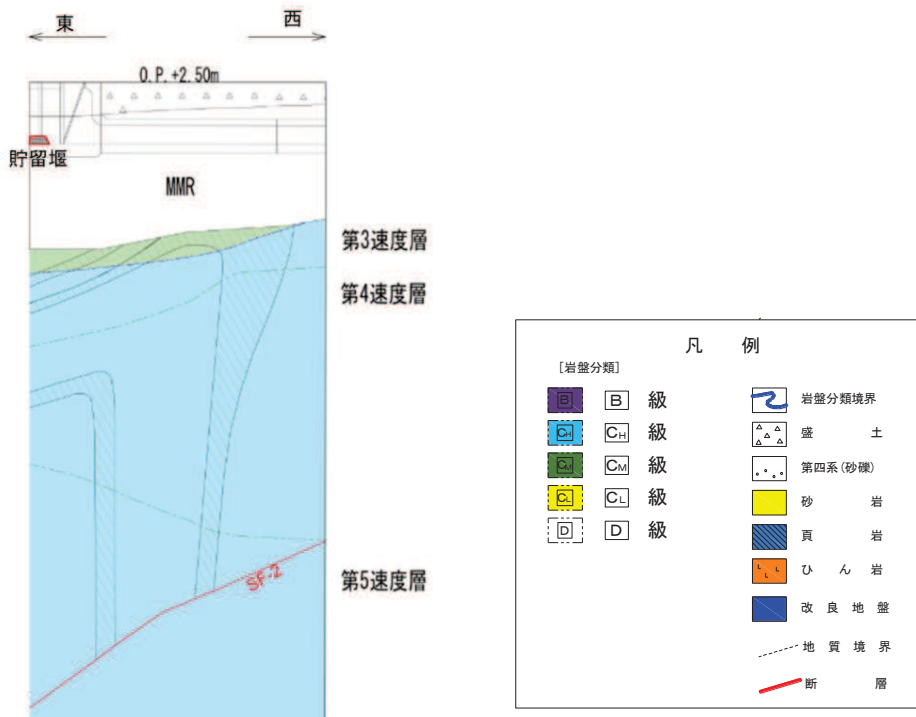 東 西
O.P.+2.50m
貯留堰
MMR
第3速度層
第4速度層
SF-2
第5速度層
凡 例
[岩盤分類]
B B 級
CH CH 級
CM CM 級
CL CL 級
D D 級
岩盤分類境界
盛 土
第四系(砂礫)
砂 岩
頁 岩
ひ ん 岩
改 良 地 盤
地 質 境 界
断 層